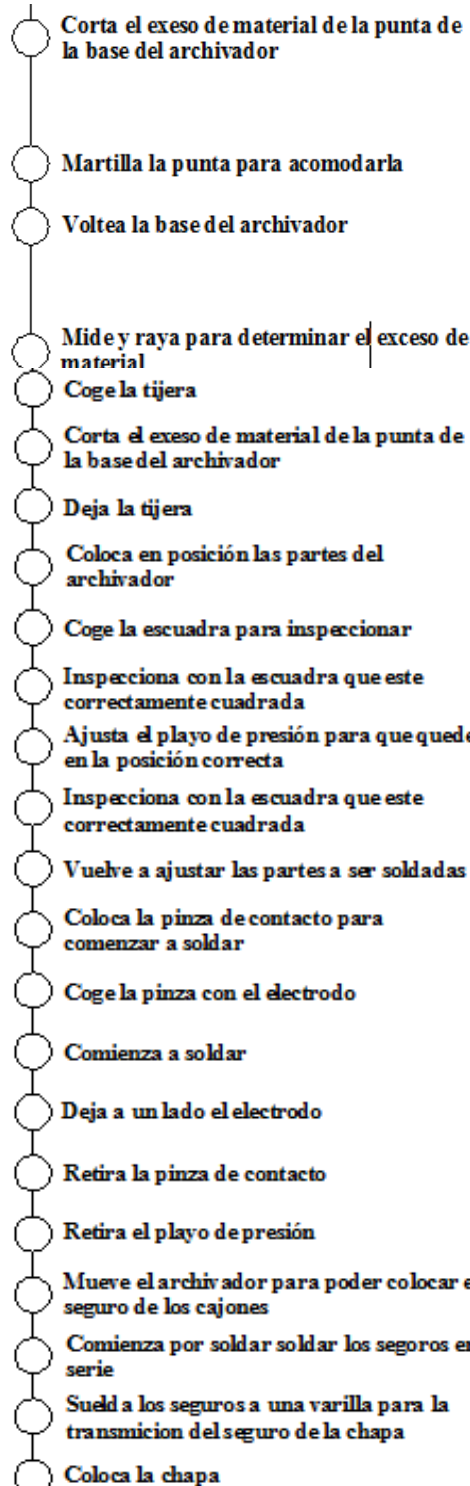 Corta el exeso de material de la punta de
la base del archivador
Martilla la punta para acomodarla
Voltea la base del archivador
Mide y raya para determinar el exceso de
material
Coge la tijera
Corta el exeso de material de la punta de
la base del archivador
Deja la tijera
Coloca en posición las partes del
archivador
Coge la escuadra para inspeccionar
Inspecciona con la escuadra que este
correctamente cuadrada
Ajusta el playo de presión para que quede
en la posición correcta
Inspecciona con la escuadra que este
correctamente cuadrada
Vuelve a ajustar las partes a ser soldadas
Coloca la pinza de contacto para
comenzar a soldar
Coge la pinza con el electrodo
Comienza a soldar
Deja a un lado el electrodo
Retira la pinza de contacto
Retira el playo de presión
Mueve el archivador para poder colocar e
seguro de los cajones
Comienza por soldar soldar los segoros en
serie
Suelda los seguros a una varilla para la
transmicion del seguro de la chapa
Coloca la chapa